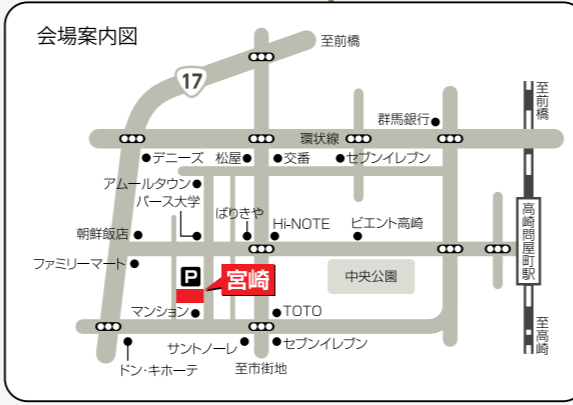 会場案内図
至前橋
17
至前橋
群馬銀行
環状線
デニーズ
松屋
交番
セブンイレブン
アムールタウン
パース大学
ばりきや
朝鮮飯店
Hi-NOTE
ビエント高崎
高崎問屋町駅
ファミリーマート
P
宮崎
中央公園
マンション
TOTO
至高崎
サントノーレ
セブンイレブン
ドン・キホーテ
至市街地